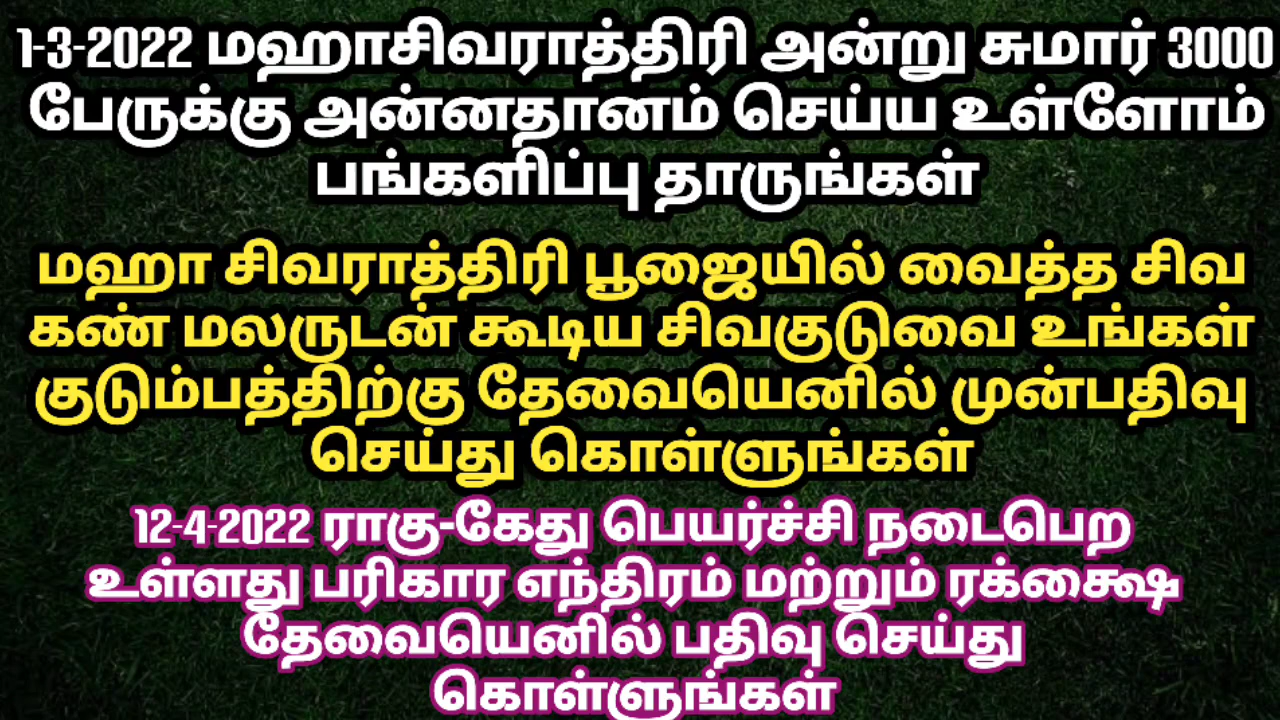 1-3-2022 மஹாசிவராத்திரி அன்று சுமார் 3000
பேருக்கு அன்னதானம் செய்ய உள்ளோம்
பங்களிப்பு தாருங்கள்
மஹா சிவராத்திரி பூஜையில் வைத்த சிவ
கண் மலருடன் கூடிய சிவகுடுவை உங்கள்
குடும்பத்திற்கு தேவையெனில் முன்பதிவு
செய்து கொள்ளுங்கள்
12-4-2022 ராகு-கேது பெயர்ச்சி நடைபெற
உள்ளது பரிகார எந்திரம் மற்றும் ரக்க்ஷை
தேவையெனில் பதிவு செய்து
கொள்ளுங்கள்